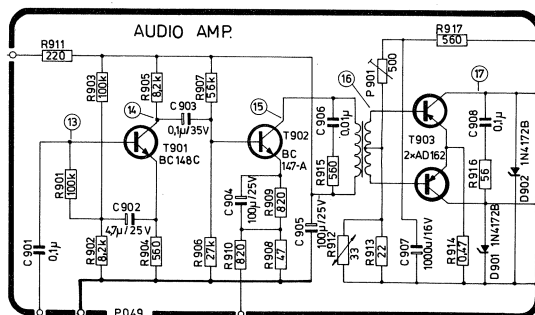 AUDIO AMP.
R911
220
R903
100k
R905
8,2k
R907
56k
C903
0,1µ/35V
14
13
15
16
17
T901
BC 148C
T902
BC
147-A
R901
100k
C902
47µ/25V
C901
0,1µ
R902
8,2k
R904
560
R906
27k
C904
100µ/25V
R909
820
R910
820
R908
47
C905
100µ/25V
C906
0,01µ
R915
560
P901
500
R917
560
T903
2×AD162
C908
0,1µ
R916
56
D902
1N4172B
D901
1N4172B
R912
33
R913
22
C907
1000u/16V
R914
0,47
P049